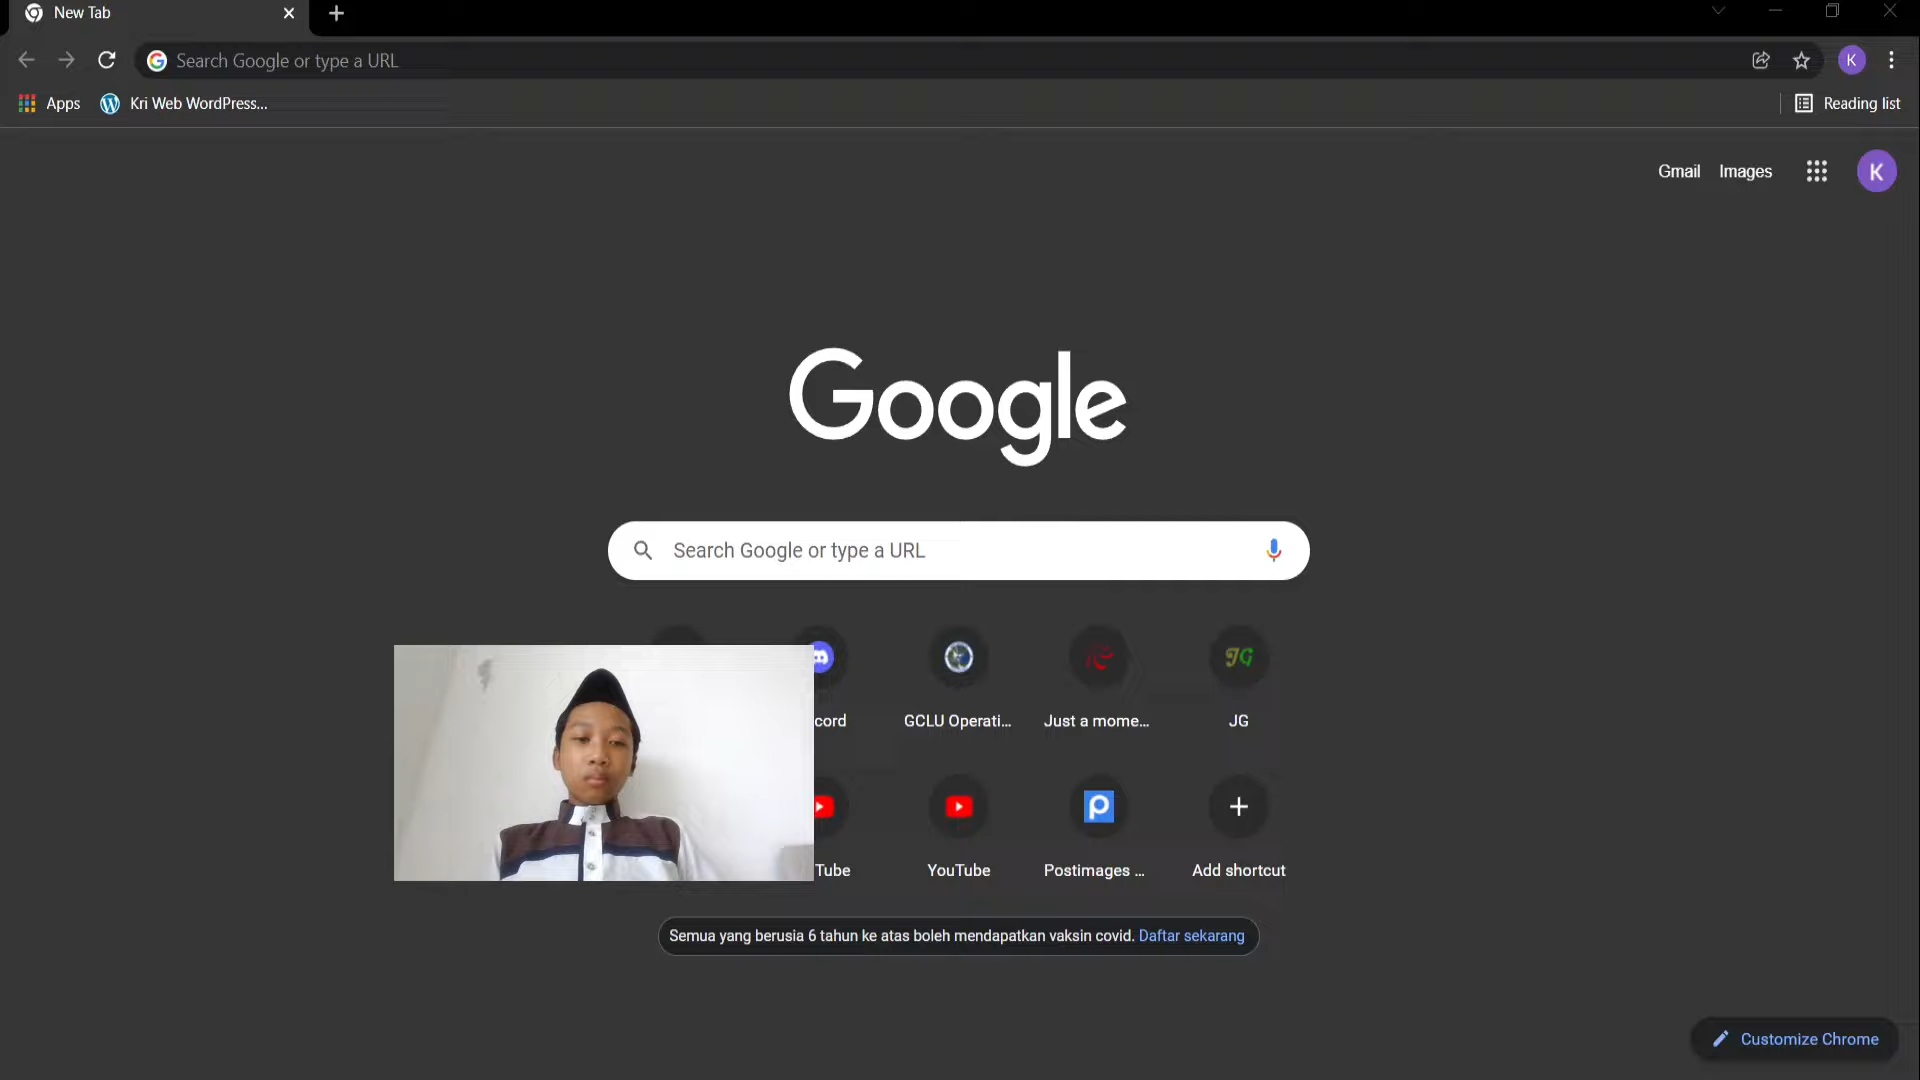 New Tab
Search Google or type a URL
Apps
Kri Web WordPress...
Reading list
K
Gmail
Images
K
Google
Search Google or type a URL
cord
GCLU Operati...
Just a mome...
JG
JG
Tube
YouTube
Postimages ...
Add shortcut
Semua yang berusia 6 tahun ke atas boleh mendapatkan vaksin covid. Daftar sekarang
Customize Chrome